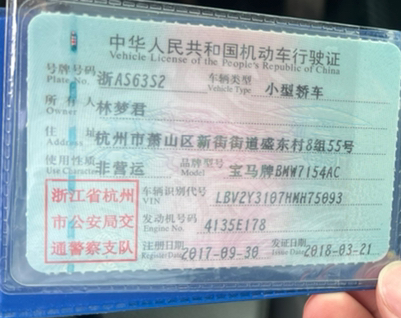 中华人民共和国机动车行驶证
Vehicle License of the People's Republic of China
号牌号码 浙AS63S2 车辆类型 小型轿车
Plate No. Vehicle Type
所有人 林梦君
Owner
住址 杭州市萧山区新街街道盛东村8组55号
Address
使用性质 非营运 品牌型号 宝马牌BMW7154AC
Use Character Model
浙江省杭州
市公安局交
通警察支队
车辆识别代号 LBV2Y3107HMH75093
VIN
发动机号码 4135E178
Engine No.
注册日期 2017-09-30 发证日期 2018-03-21
Register Date Issue Date